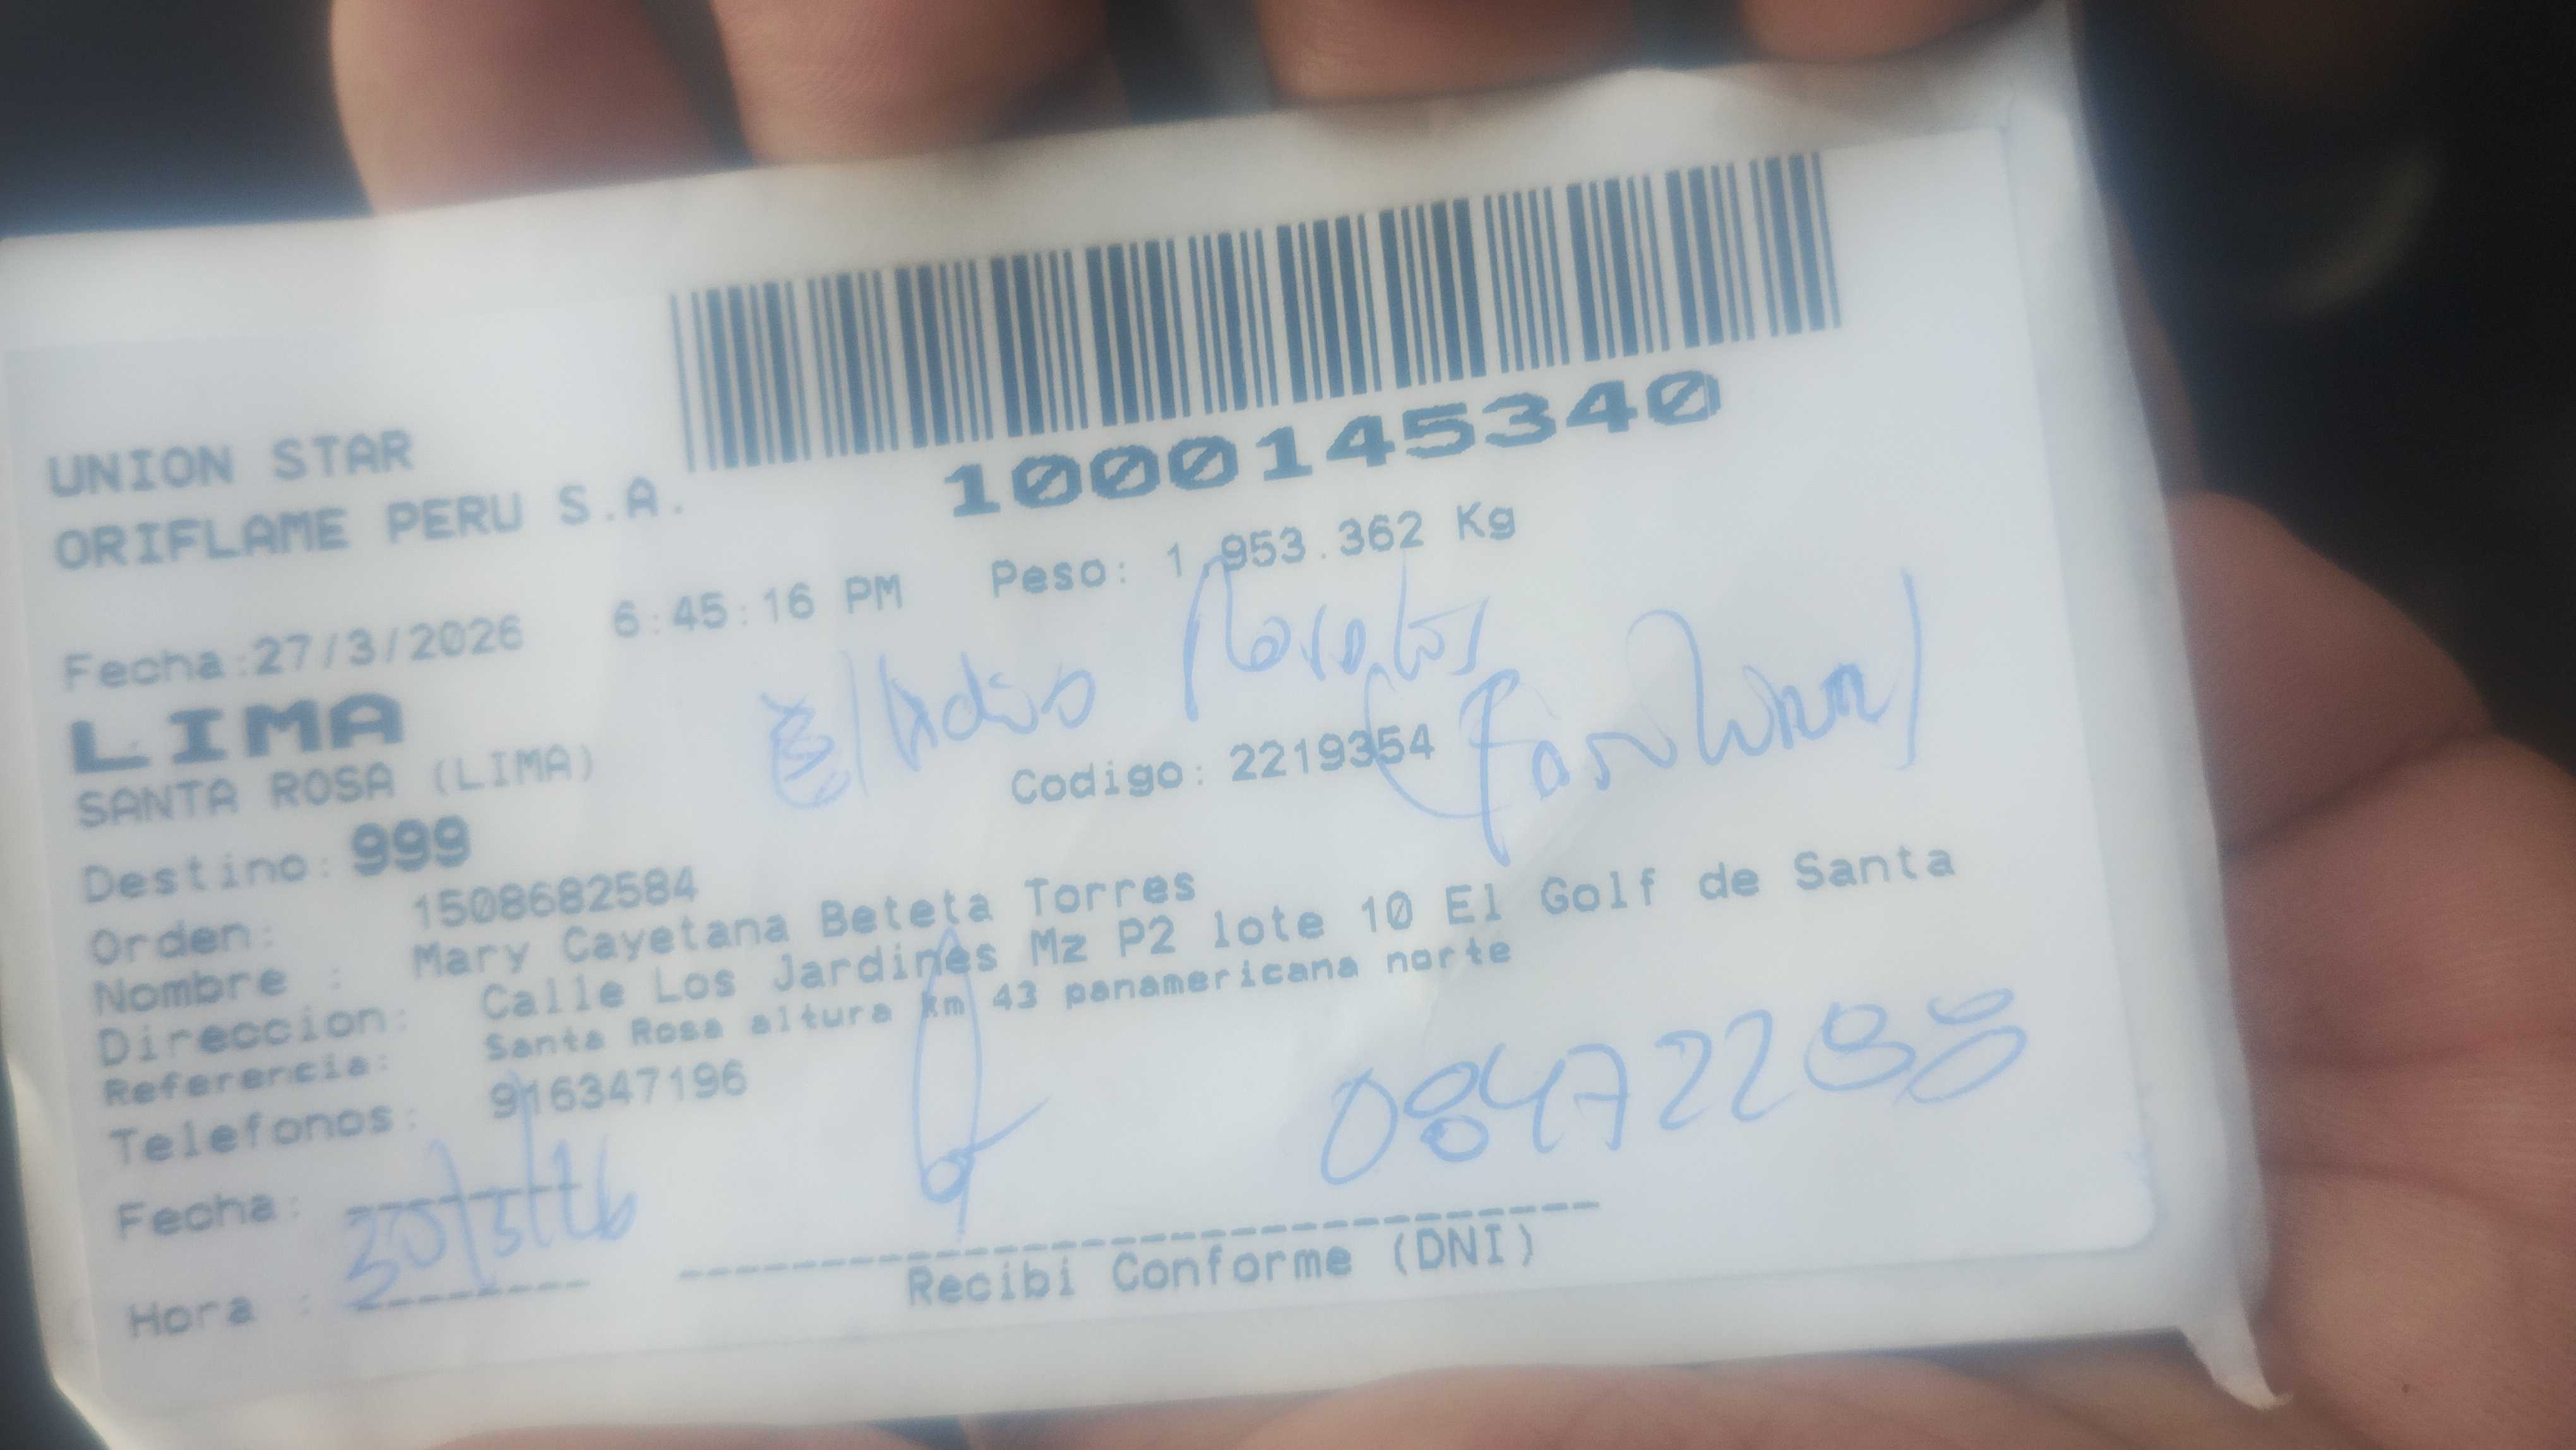 1000145340
UNION STAR
ORIFLAME PERU S.A.
Fecha:27/3/2026 6:45:16 PM Peso: 1,953.362 Kg
LIMA
SANTA ROSA (LIMA)
Codigo: 2219354
Destino: 999
Orden: 1508682584
Nombre : Mary Cayetana Beteta Torres
Direccion: Calle Los Jardines Mz P2 lote 10 El Golf de Santa
Referencia: Santa Rosa altura km 43 panamericana norte
Telefonos: 916347196
Fecha: 30/3/26
Hora :
Recibi Conforme (DNI)